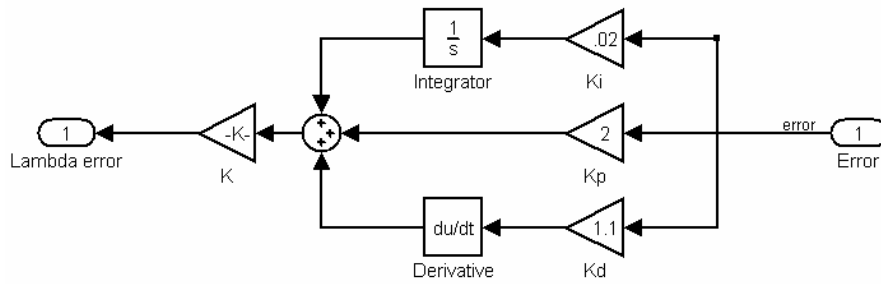 1
s
Integrator
.02
Ki
1
Lambda error
-K-
K
+
+
+
2
Kp
error
1
Error
du/dt
Derivative
1.1
Kd